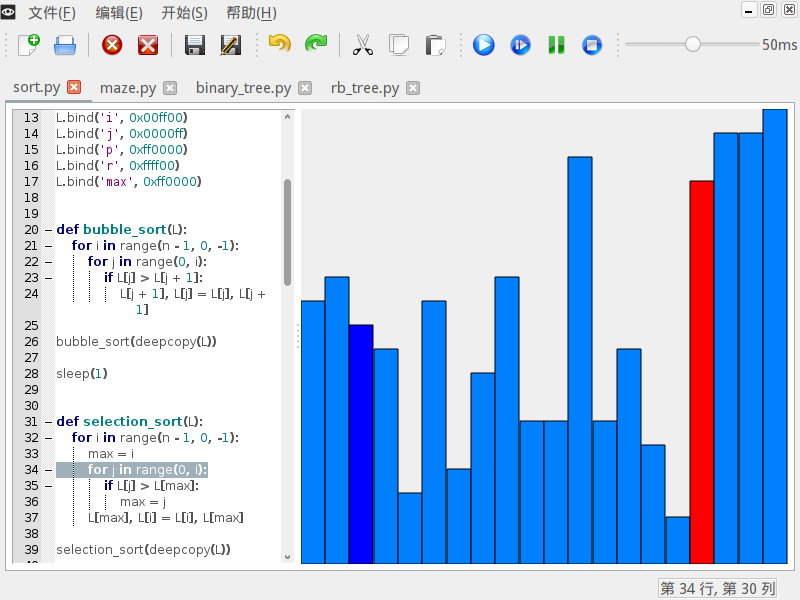 文件(F) 编辑(E) 开始(S) 帮助(H)
50ms
sort.py maze.py binary_tree.py rb_tree.py
13 L.bind('i', 0x00ff00)
14 L.bind('j', 0x0000ff)
15 L.bind('p', 0xff0000)
16 L.bind('r', 0xffff00)
17 L.bind('max', 0xff0000)
18
19
20 def bubble_sort(L):
21 for i in range(n - 1, 0, -1):
22 for j in range(0, i):
23 if L[j] > L[j + 1]:
24 L[j + 1], L[j] = L[j], L[j +
1]
25
26 bubble_sort(deepcopy(L))
27
28 sleep(1)
29
30
31 def selection_sort(L):
32 for i in range(n - 1, 0, -1):
33 max = i
34 for j in range(0, i):
35 if L[j] > L[max]:
36 max = j
37 L[max], L[i] = L[i], L[max]
38
39 selection_sort(deepcopy(L))
第 34 行, 第 30 列